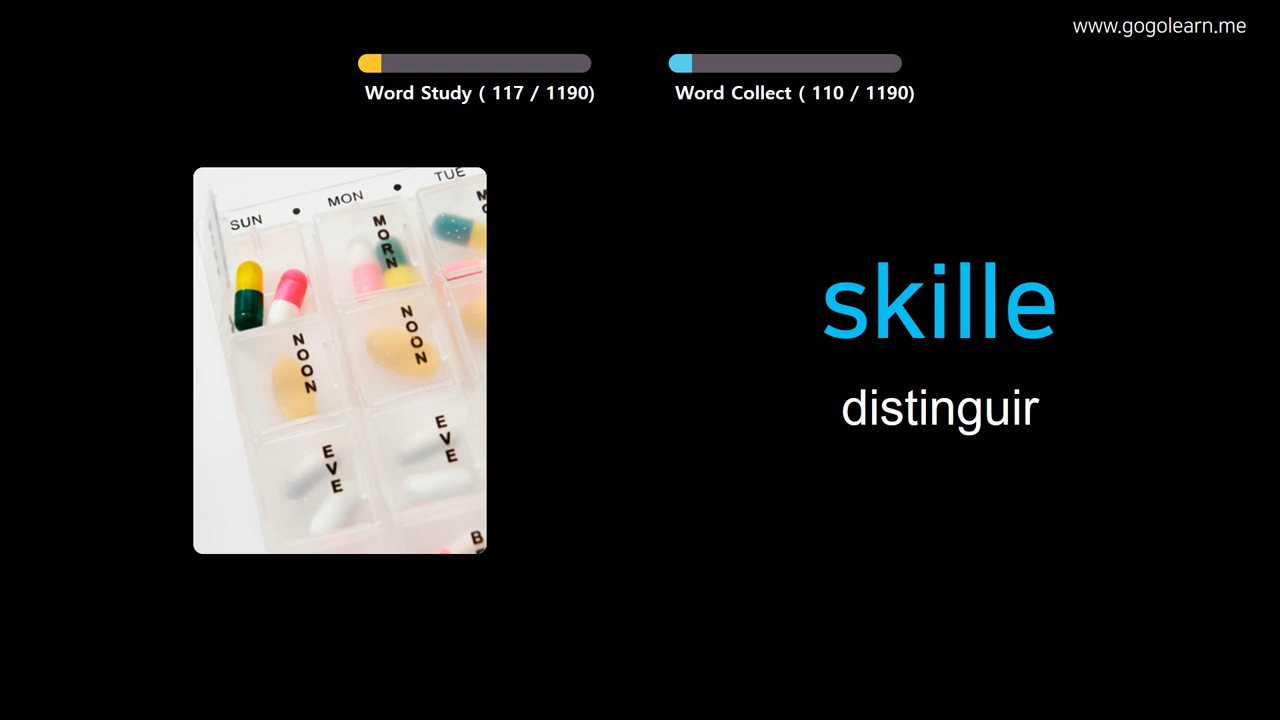 www.gogolearn.me
Word Study ( 117 / 1190)
Word Collect ( 110 / 1190)
SUN
MON
TUE
MORN
NOON
NOON
EVE
EVE
skille
distinguir